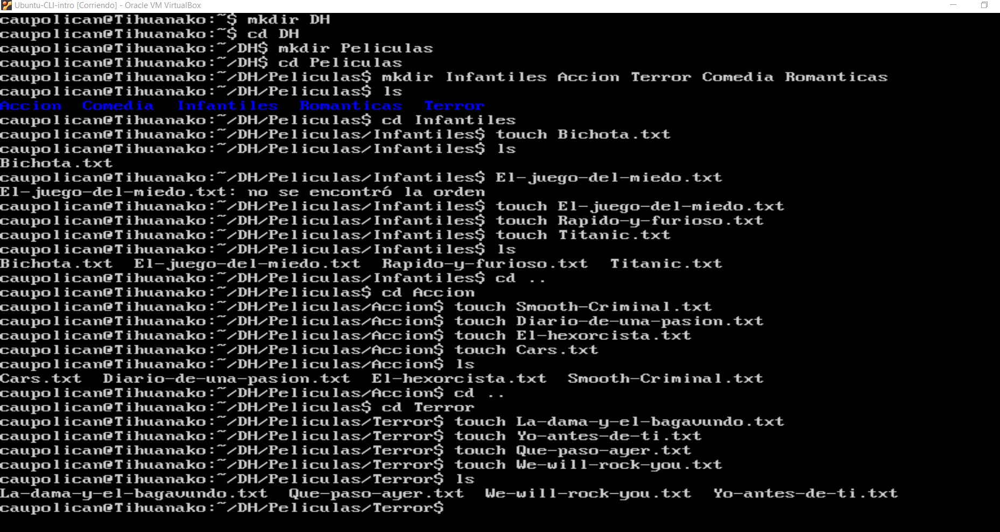 Ubuntu-CLI-intro [Corriendo] - Oracle VM VirtualBox
caupolican@Tihuanako:~$ mkdir DH
caupolican@Tihuanako:~$ cd DH
caupolican@Tihuanako:~/DH$ mkdir Peliculas
caupolican@Tihuanako:~/DH$ cd Peliculas
caupolican@Tihuanako:~/DH/Peliculas$ mkdir Infantiles Accion Terror Comedia Romanticas
caupolican@Tihuanako:~/DH/Peliculas$ ls
Accion  Comedia  Infantiles  Romanticas  Terror
caupolican@Tihuanako:~/DH/Peliculas$ cd Infantiles
caupolican@Tihuanako:~/DH/Peliculas/Infantiles$ touch Bichota.txt
caupolican@Tihuanako:~/DH/Peliculas/Infantiles$ ls
Bichota.txt
caupolican@Tihuanako:~/DH/Peliculas/Infantiles$ El-juego-del-miedo.txt
El-juego-del-miedo.txt: no se encontró la orden
caupolican@Tihuanako:~/DH/Peliculas/Infantiles$ touch El-juego-del-miedo.txt
caupolican@Tihuanako:~/DH/Peliculas/Infantiles$ touch Rapido-y-furioso.txt
caupolican@Tihuanako:~/DH/Peliculas/Infantiles$ touch Titanic.txt
caupolican@Tihuanako:~/DH/Peliculas/Infantiles$ ls
Bichota.txt  El-juego-del-miedo.txt  Rapido-y-furioso.txt  Titanic.txt
caupolican@Tihuanako:~/DH/Peliculas/Infantiles$ cd ..
caupolican@Tihuanako:~/DH/Peliculas$ cd Accion
caupolican@Tihuanako:~/DH/Peliculas/Accion$ touch Smooth-Criminal.txt
caupolican@Tihuanako:~/DH/Peliculas/Accion$ touch Diario-de-una-pasion.txt
caupolican@Tihuanako:~/DH/Peliculas/Accion$ touch El-hexorcista.txt
caupolican@Tihuanako:~/DH/Peliculas/Accion$ touch Cars.txt
caupolican@Tihuanako:~/DH/Peliculas/Accion$ ls
Cars.txt  Diario-de-una-pasion.txt  El-hexorcista.txt  Smooth-Criminal.txt
caupolican@Tihuanako:~/DH/Peliculas/Accion$ cd ..
caupolican@Tihuanako:~/DH/Peliculas$ cd Terror
caupolican@Tihuanako:~/DH/Peliculas/Terror$ touch La-dama-y-el-bagavundo.txt
caupolican@Tihuanako:~/DH/Peliculas/Terror$ touch Yo-antes-de-ti.txt
caupolican@Tihuanako:~/DH/Peliculas/Terror$ touch Que-paso-ayer.txt
caupolican@Tihuanako:~/DH/Peliculas/Terror$ touch We-will-rock-you.txt
caupolican@Tihuanako:~/DH/Peliculas/Terror$ ls
La-dama-y-el-bagavundo.txt  Que-paso-ayer.txt  We-will-rock-you.txt  Yo-antes-de-ti.txt
caupolican@Tihuanako:~/DH/Peliculas/Terror$